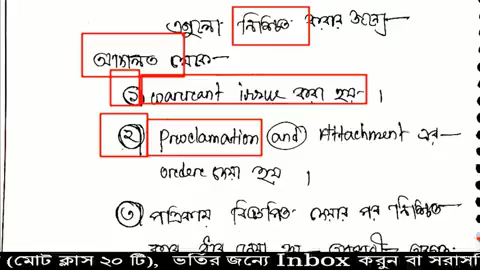 এগুলো নিশ্চিত করার জন্যে
আদালত থেকে-
① warrant issue করা হয়।
② Proclamation and Attachment এর
order দেয়া হয়।
③ পত্রিকায় বিজ্ঞপ্তি দেয়ার পর নিশ্চিত
(মোট ক্লাস ২০ টি), ভর্তির জন্যে Inbox করুন বা সরাসরি